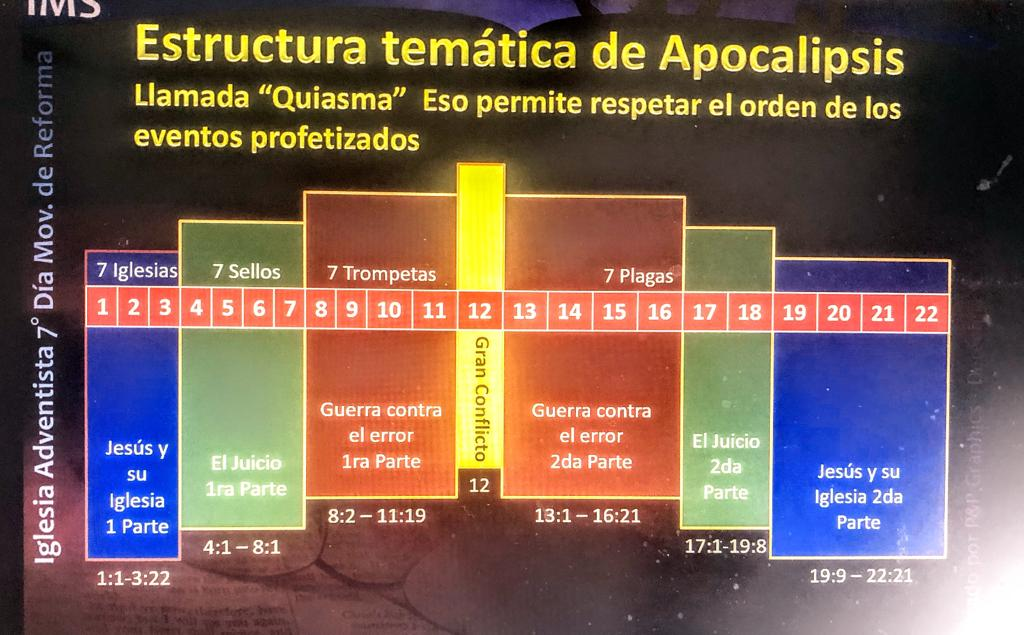 IMS
Estructura temática de Apocalipsis
Llamada “Quiasma” Eso permite respetar el orden de los
eventos profetizados
Iglesia Adventista 7° Día Mov. de Reforma
7 Iglesias
7 Sellos
7 Trompetas
7 Plagas
1 2 3 4 5 6 7 8 9 10 11 12 13 14 15 16 17 18 19 20 21 22
Jesús y
su
Iglesia
1 Parte
1:1-3:22
El Juicio
1ra Parte
4:1 – 8:1
Guerra contra
el error
1ra Parte
8:2 – 11:19
Gran Conflicto
12
Guerra contra
el error
2da Parte
13:1 – 16:21
El Juicio
2da
Parte
17:1-19:8
Jesús y su
Iglesia 2da
Parte
19:9 – 22:21
por P&P Graphics